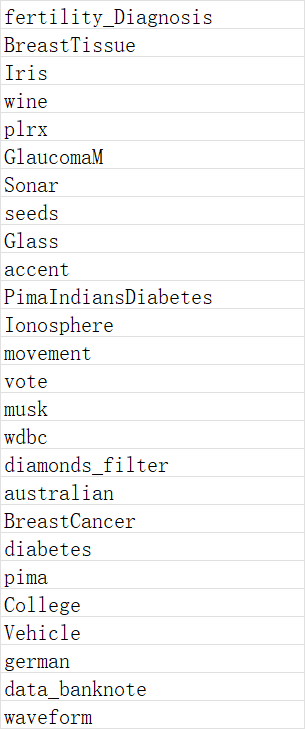 fertility_Diagnosis
BreastTissue
Iris
wine
plrx
GlaucomaM
Sonar
seeds
Glass
accent
PimaIndiansDiabetes
Ionosphere
movement
vote
musk
wdbc
diamonds_filter
australian
BreastCancer
diabetes
pima
College
Vehicle
german
data_banknote
waveform